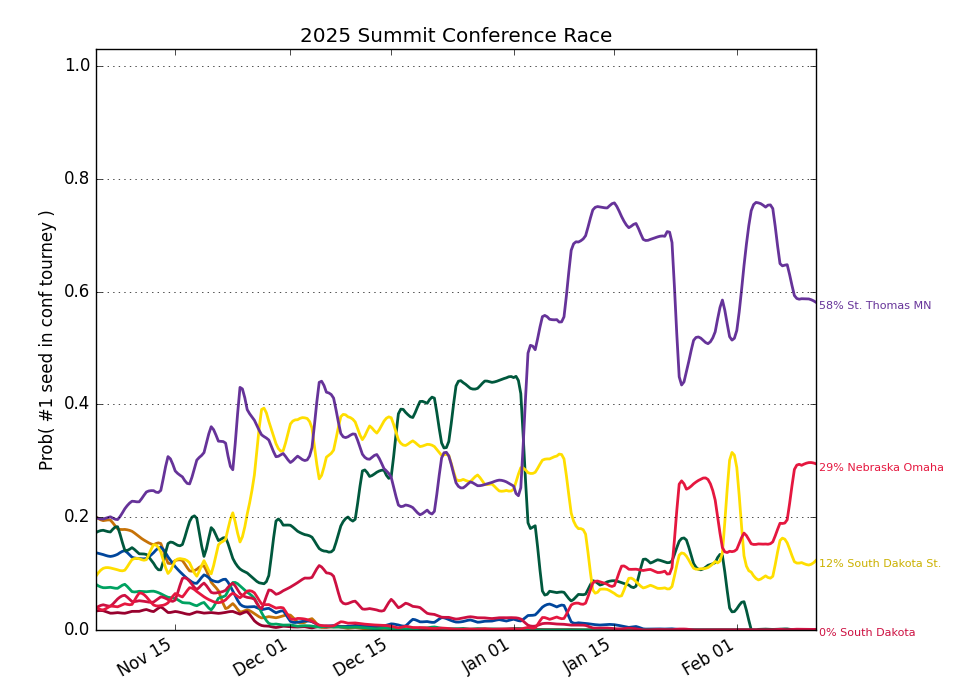 2025 Summit Conference Race
Prob( #1 seed in conf tourney )
1.0
0.8
0.6
0.4
0.2
0.0
Nov 15
Dec 01
Dec 15
Jan 01
Jan 15
Feb 01
58% St. Thomas MN
29% Nebraska Omaha
12% South Dakota St.
0% South Dakota